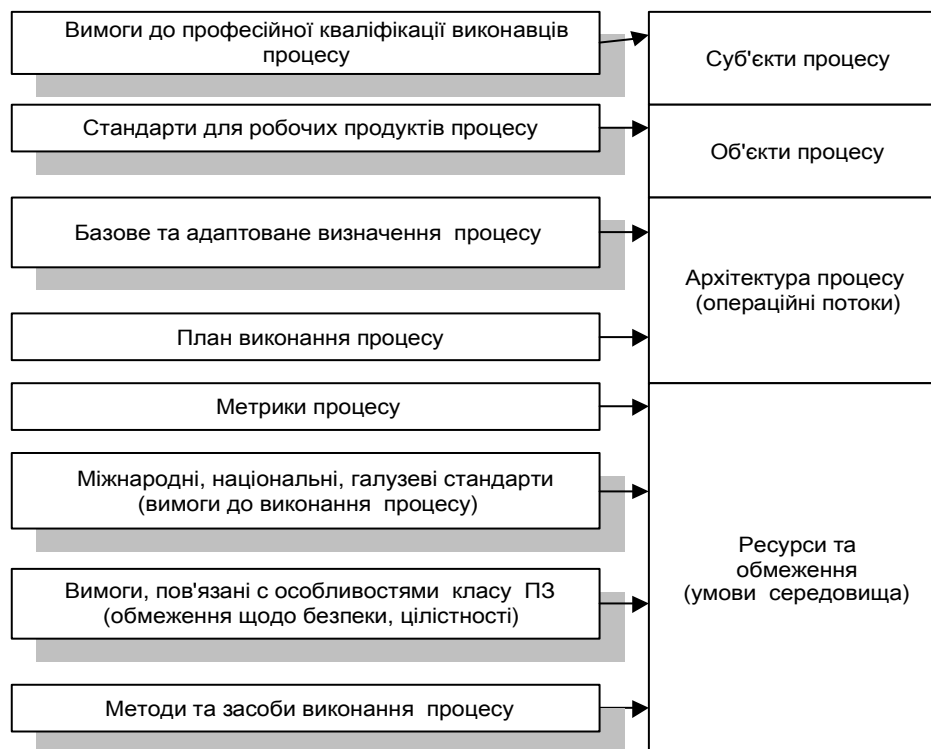 Вимоги до професійної кваліфікації виконавців
процесу
Суб'єкти процесу
Стандарти для робочих продуктів процесу
Об'єкти процесу
Базове та адаптоване визначення процесу
Архітектура процесу
(операційні потоки)
План виконання процесу
Метрики процесу
Міжнародні, національні, галузеві стандарти
(вимоги до виконання процесу)
Ресурси та
обмеження
(умови середовища)
Вимоги, пов'язані с особливостями класу ПЗ
(обмеження щодо безпеки, цілістності)
Методи та засоби виконання процесу